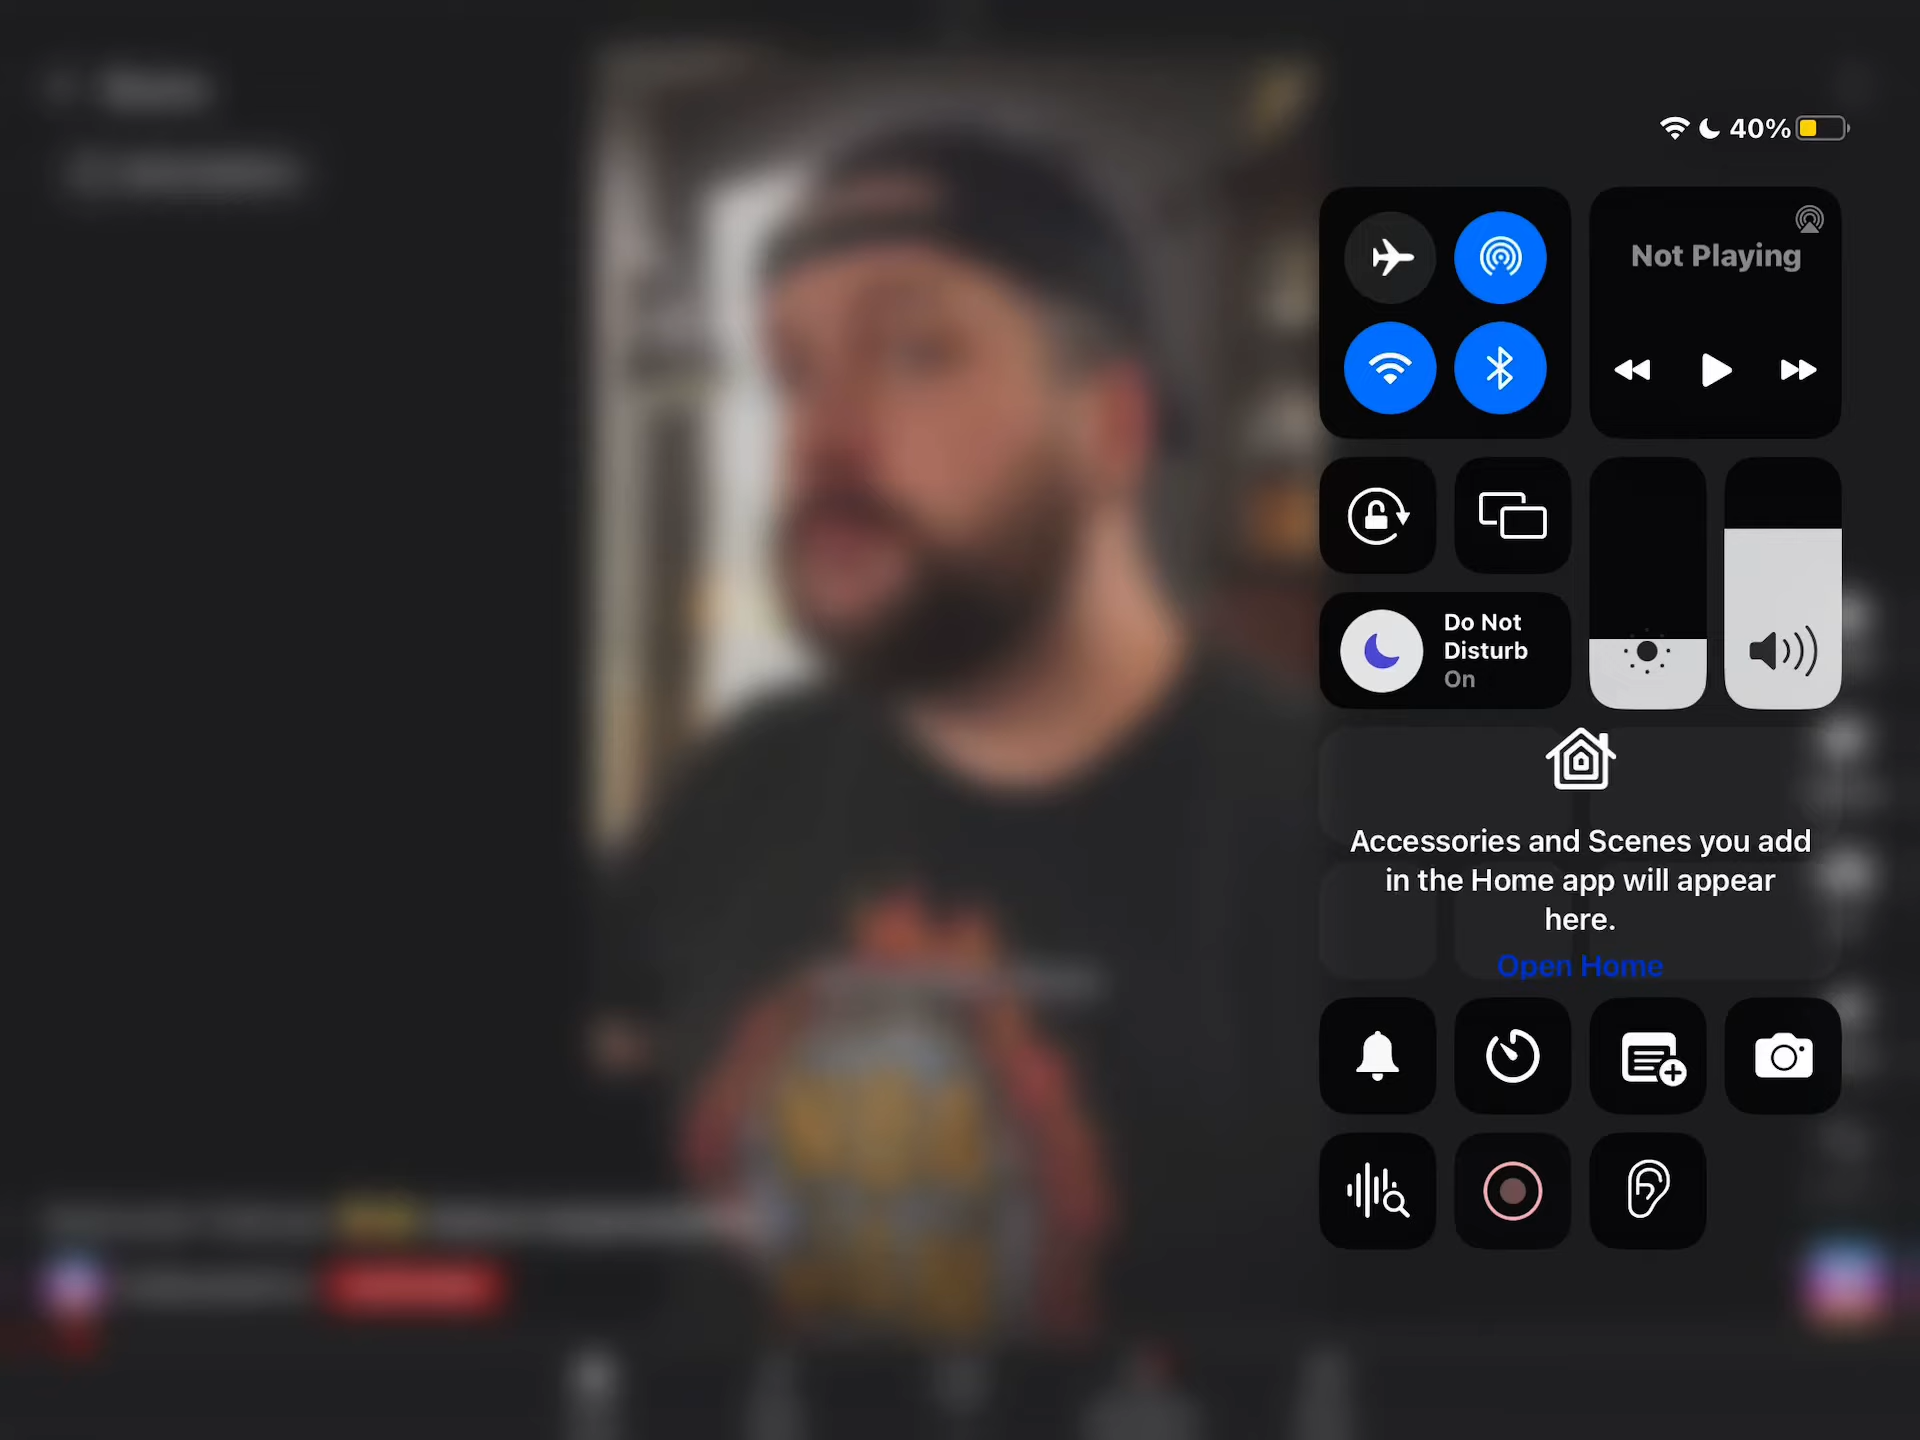 40%
Not Playing
Do Not
Disturb
On
Accessories and Scenes you add
in the Home app will appear
here.
Open Home